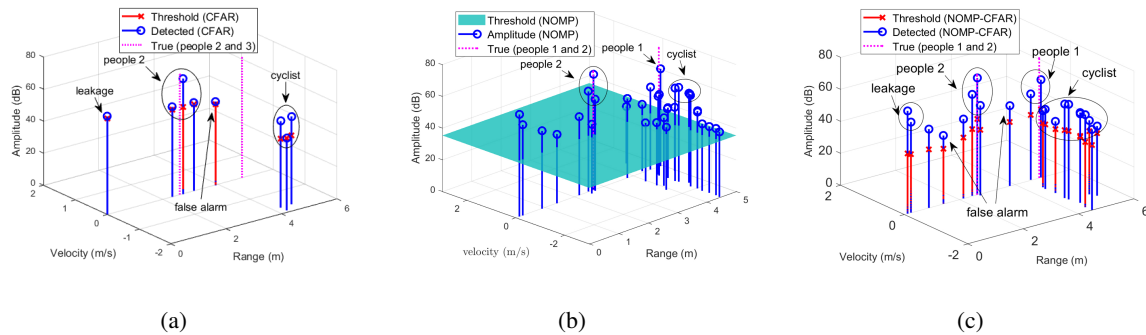 Threshold (CFAR)
Detected (CFAR)
True (people 2 and 3)
people 2
cyclist
leakage
false alarm
Amplitude (dB)
80
60
40
20
0
2
1
0
-1
-2
Velocity (m/s)
0
2
4
6
Range (m)
(a)
Threshold (NOMP)
Amplitude (NOMP)
True (people 1 and 2)
people 1
people 2
cyclist
Amplitude (dB)
80
60
40
20
0
2
0
-2
velocity (m/s)
0
1
2
3
4
5
Range (m)
(b)
Threshold (NOMP-CFAR)
Detected (NOMP-CFAR)
True (people 1 and 2)
people 1
people 2
cyclist
leakage
false alarm
Amplitude (dB)
80
60
40
20
0
2
0
-2
Velocity (m/s)
0
2
4
6
Range (m)
(c)